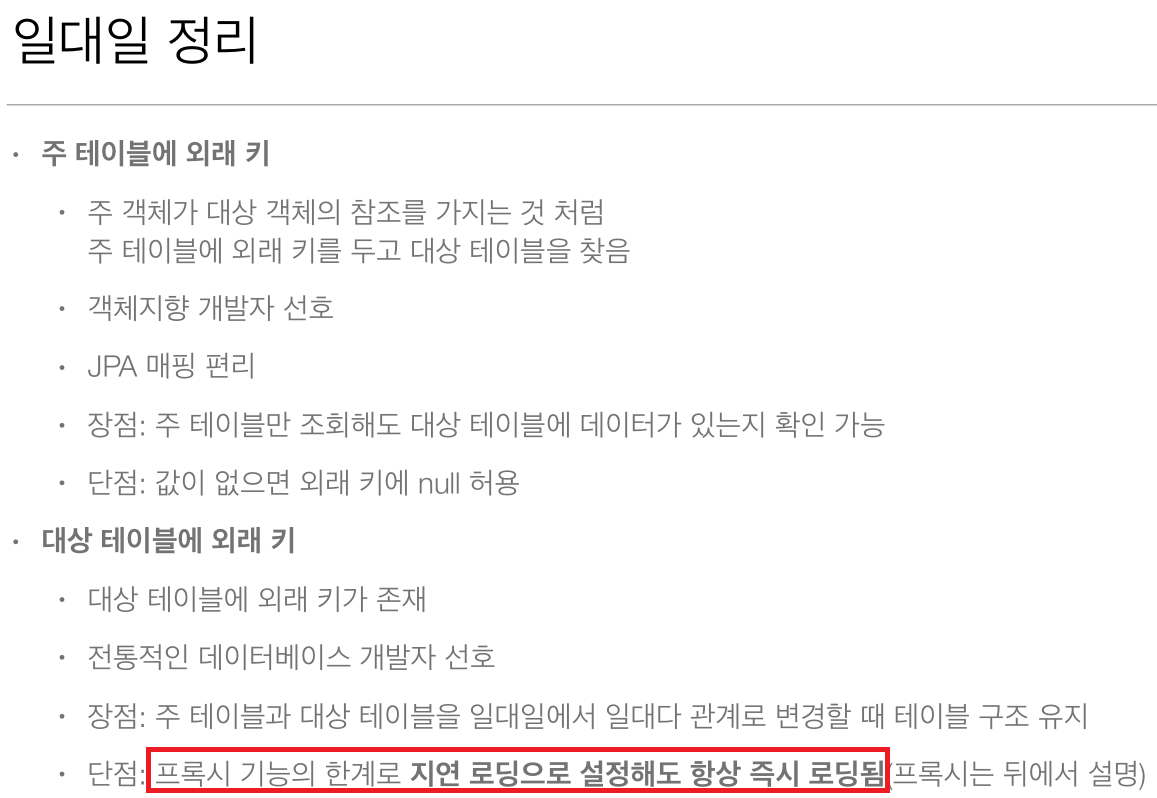 일대일 정리
• 주 테이블에 외래 키
• 주 객체가 대상 객체의 참조를 가지는 것 처럼
주 테이블에 외래 키를 두고 대상 테이블을 찾음
• 객체지향 개발자 선호
• JPA 매핑 편리
• 장점: 주 테이블만 조회해도 대상 테이블에 데이터가 있는지 확인 가능
• 단점: 값이 없으면 외래 키에 null 허용
• 대상 테이블에 외래 키
• 대상 테이블에 외래 키가 존재
• 전통적인 데이터베이스 개발자 선호
• 장점: 주 테이블과 대상 테이블을 일대일에서 일대다 관계로 변경할 때 테이블 구조 유지
• 단점: 프록시 기능의 한계로 지연 로딩으로 설정해도 항상 즉시 로딩됨(프록시는 뒤에서 설명)